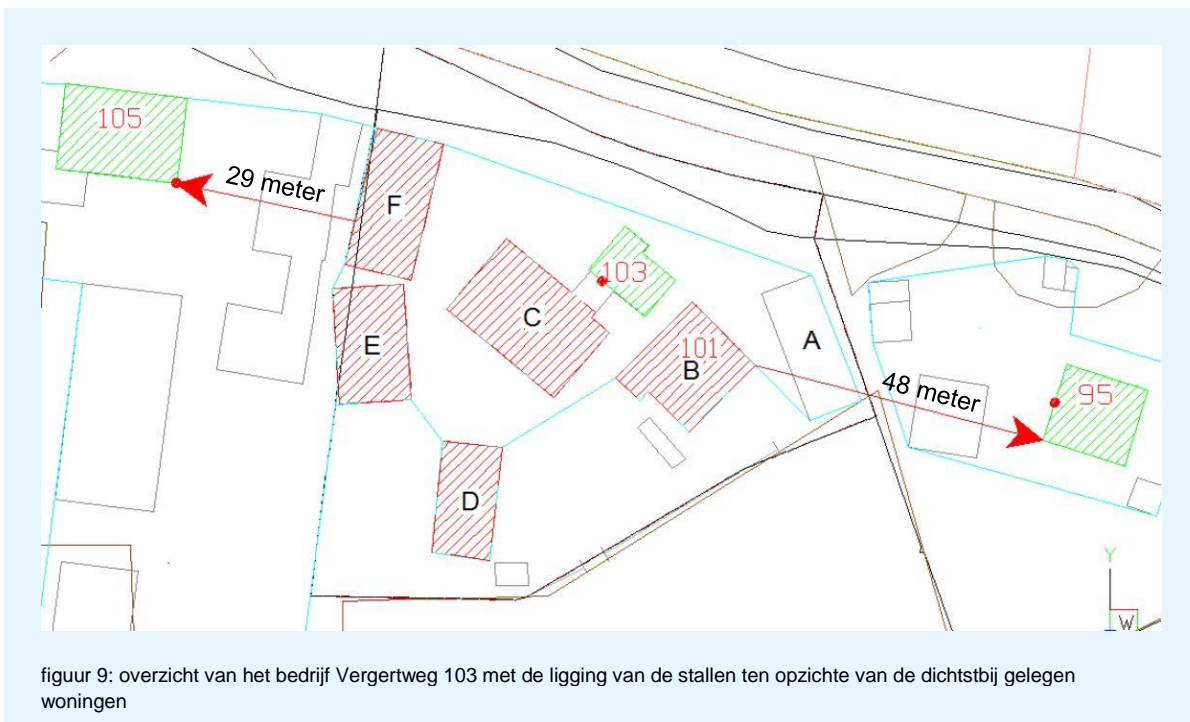 105
29 meter
F
103
C
E
101
B
A
48 meter
95
D
Y
W
figuur 9: overzicht van het bedrijf Vergertweg 103 met de ligging van de stallen ten opzichte van de dichtstbij gelegen
woningen